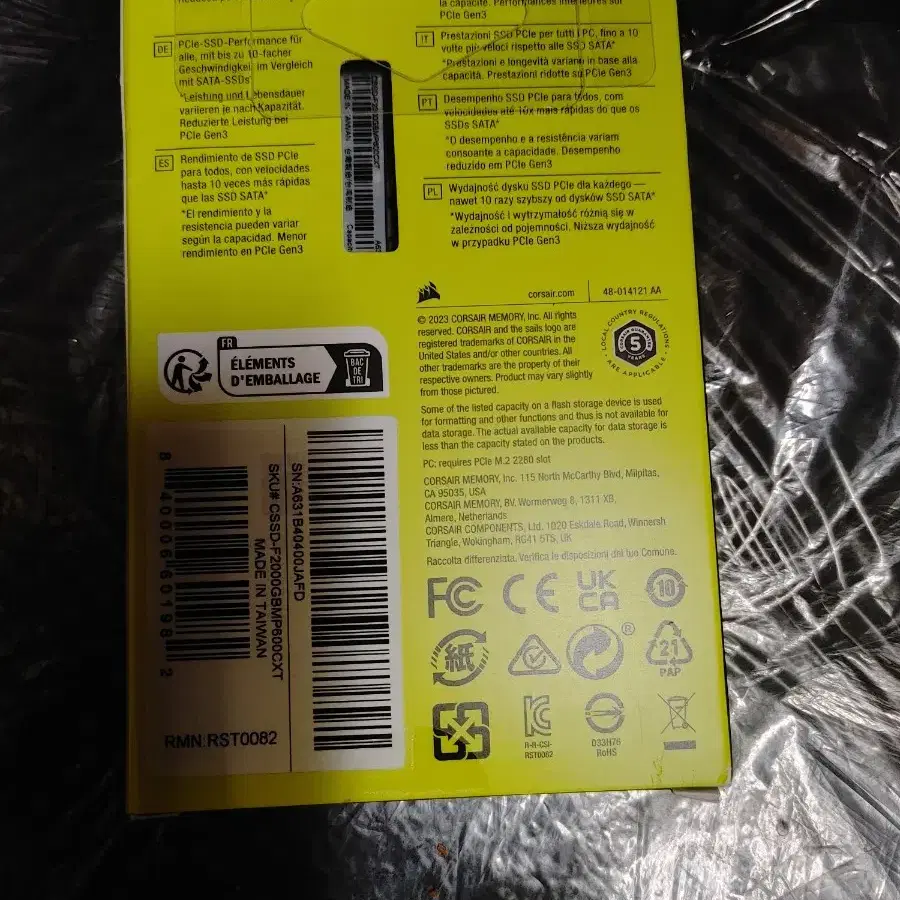 la capacité. Performances inférieures sur
PCIe Gen3
DE
PCIe-SSD-Performance für
alle, mit bis zu 10-facher
Geschwindigkeit im Vergleich
mit SATA-SSDs
*Leistung und Lebensdauer
variieren je nach Kapazität.
Reduzierte Leistung bei
PCIe Gen3
ES
Rendimiento de SSD PCIe
para todos, con velocidades
hasta 10 veces más rápidas
que las SSD SATA*
*El rendimiento y la
resistencia pueden variar
según la capacidad. Menor
rendimiento en PCIe Gen3
IT
Prestazioni SSD PCIe per tutti i PC, fino a 10
volte più veloci rispetto alle SSD SATA*
*Prestazioni e longevità variano in base alla
capacità. Prestazioni ridotte su PCIe Gen3
PT
Desempenho SSD PCIe para todos, com
velocidades até 10x mais rápidas do que os
SSDs SATA*
*O desempenho e a resistência variam
consoante a capacidade. Desempenho
reduzido em PCIe Gen3
PL
Wydajność dysku SSD PCIe dla każdego —
nawet 10 razy szybszy od dysków SSD SATA*
*Wydajność i wytrzymałość różnią się w
zależności od pojemności. Niższa wydajność
w przypadku PCIe Gen3
MADE IN TAIWAN
corsair.com
48-014121 AA
© 2023 CORSAIR MEMORY, Inc. All rights
reserved. CORSAIR and the sails logo are
registered trademarks of CORSAIR in the
United States and/or other countries. All
other trademarks are the property of their
respective owners. Product may vary slightly
from those pictured.
LOCAL COUNTRY REGULATIONS
ARE APPLICABLE
5
YEARS
Some of the listed capacity on a flash storage device is used
for formatting and other functions and thus is not available for
data storage. The actual available capacity for data storage is
less than the capacity stated on the products.
PC: requires PCIe M.2 2280 slot
CORSAIR MEMORY, Inc. 115 North McCarthy Blvd, Milpitas,
CA 95035, USA
CORSAIR MEMORY, BV. Wormerweg 8, 1311 XB,
Almere, Netherlands
CORSAIR COMPONENTS, Ltd. 1020 Eskdale Road, Winnersh
Triangle, Wokingham, RG41 5TS, UK
Raccolta differenziata. Verifica le disposizioni del tuo Comune.
FR
ÉLÉMENTS
D'EMBALLAGE
BAC
DE
TRI
SN:A631B40400JAFD
SKU# CSSD-F2000GBMP600CXT
MADE IN TAIWAN
8 40006 60198 2
RMN:RST0082
FC
CE
UK
CA
10
紙
®
21
PAP
R-R-CSI-
RST0082
D33H76
RoHS